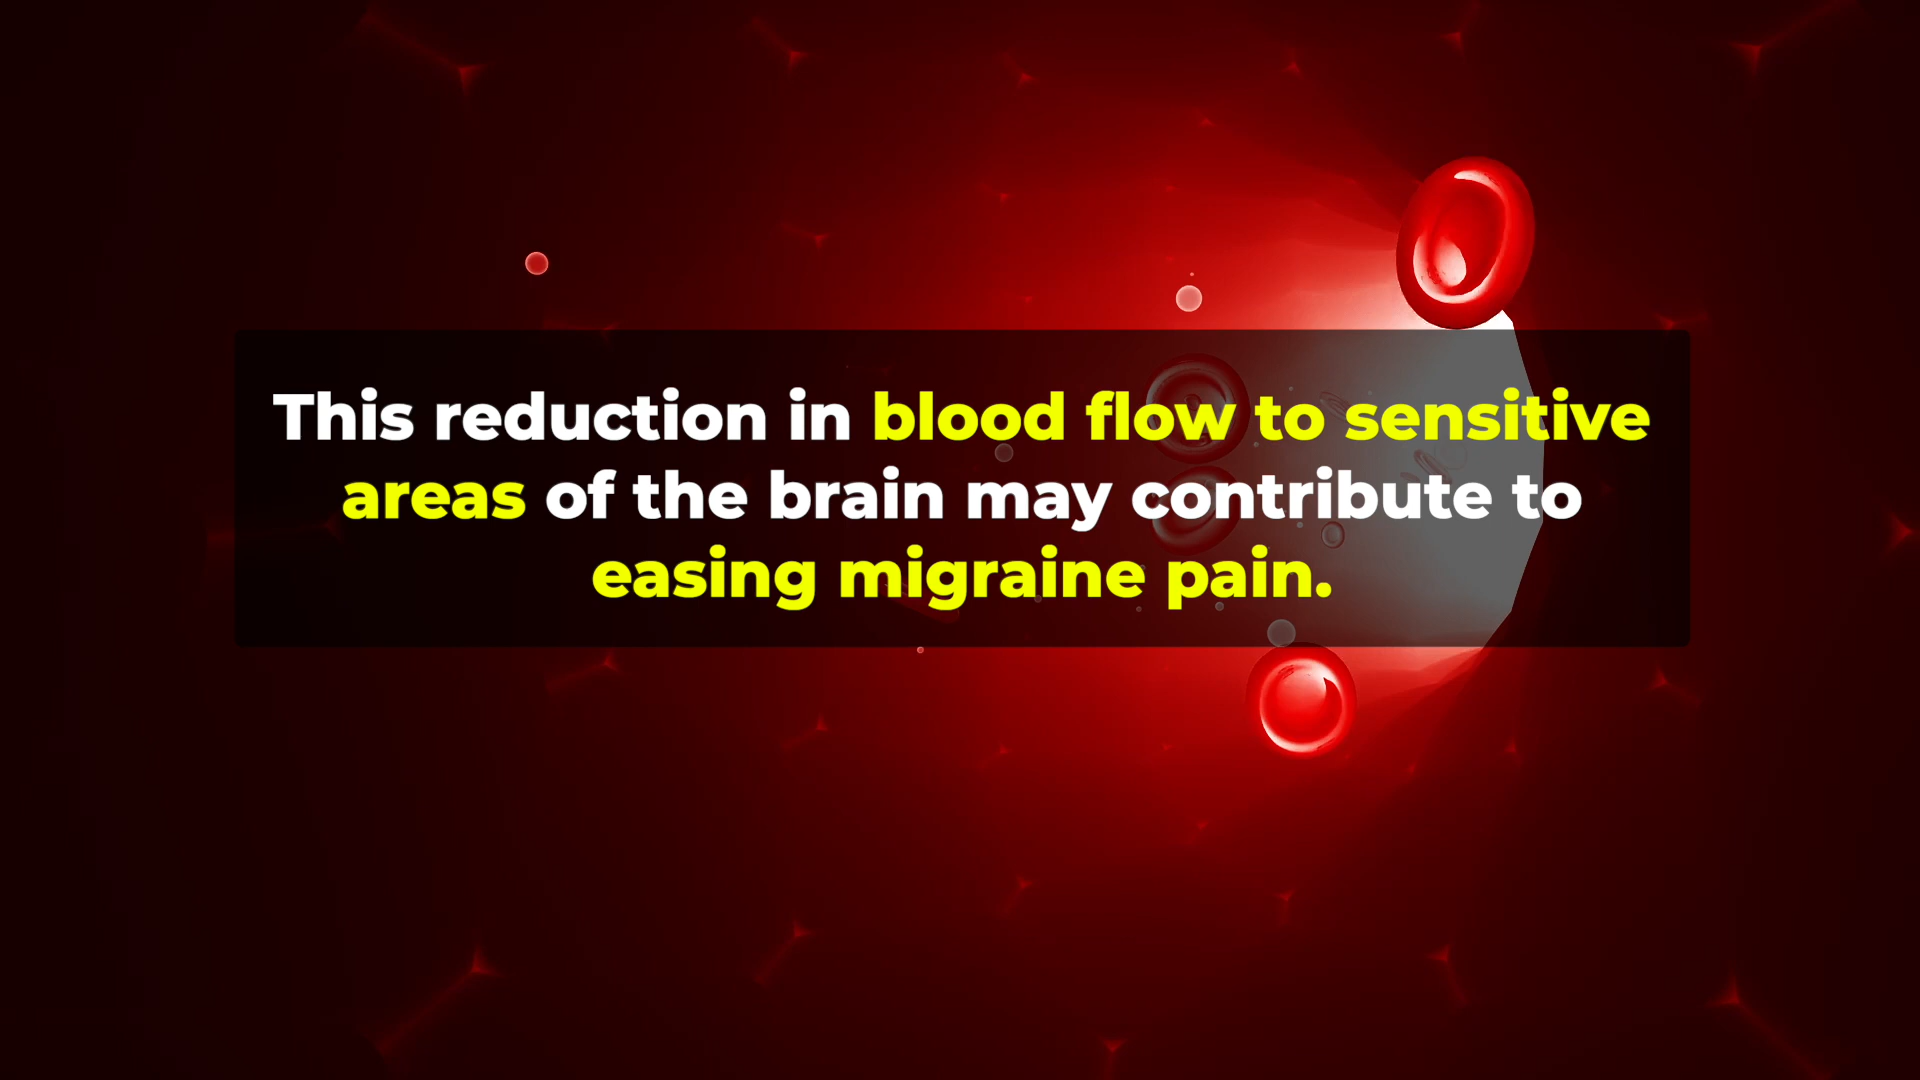 This reduction in blood flow to sensitive
areas of the brain may contribute to
easing migraine pain.